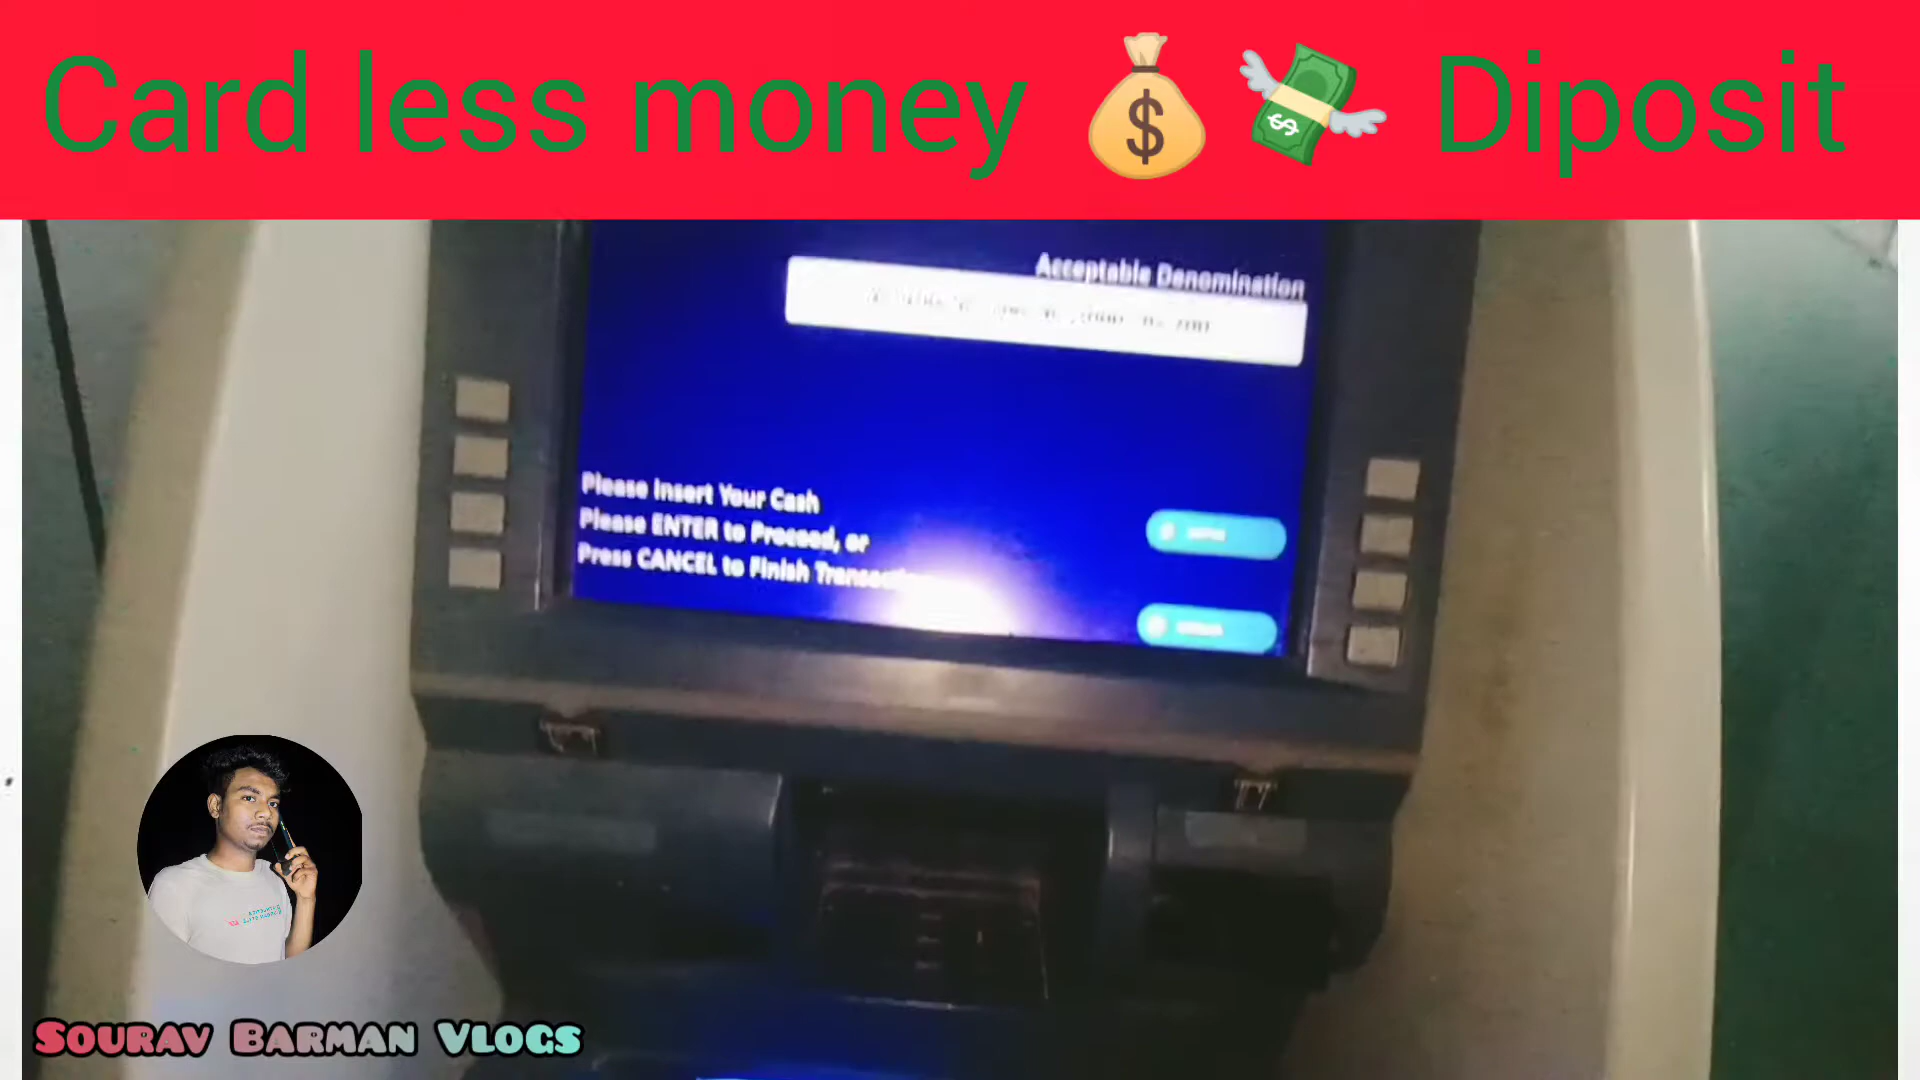 Card less money 💰 💸 Diposit
Acceptable Denomination
Please Insert Your Cash
Please ENTER to Proceed, or
Press CANCEL to Finish
SOURAV BARMAN VLOGS